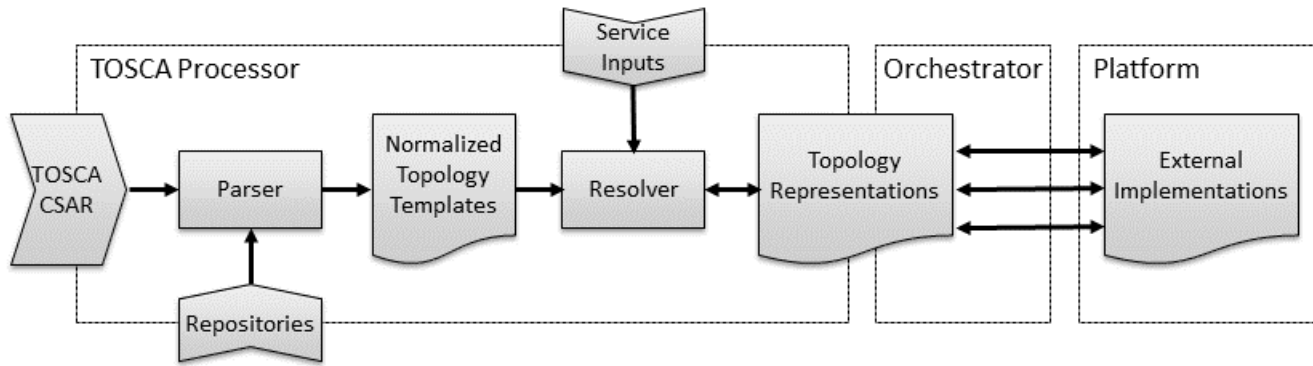 Service
Inputs
TOSCA Processor
Orchestrator
Platform
TOSCA
CSAR
Parser
Normalized
Topology
Templates
Resolver
Topology
Representations
External
Implementations
Repositories